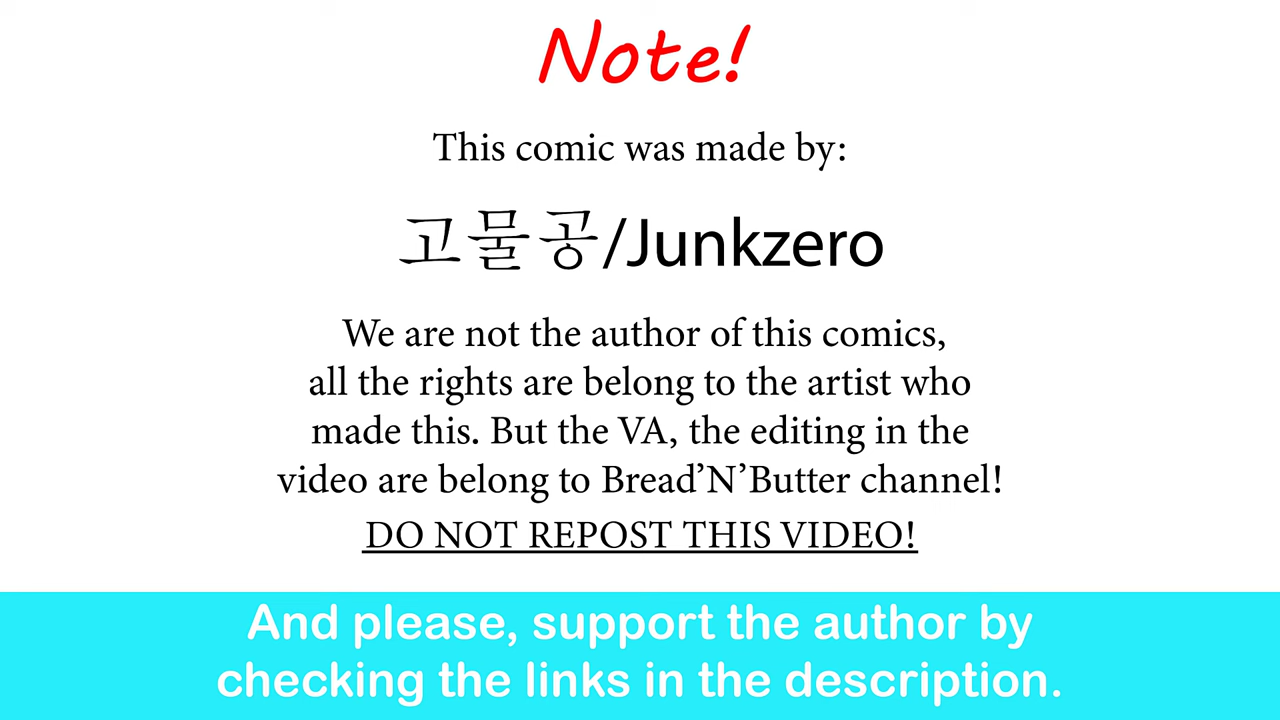 Note!
This comic was made by:
고물공/Junkzero
We are not the author of this comics,
all the rights are belong to the artist who
made this. But the VA, the editing in the
video are belong to Bread’N’Butter channel!
DO NOT REPOST THIS VIDEO!
And please, support the author by
checking the links in the description.